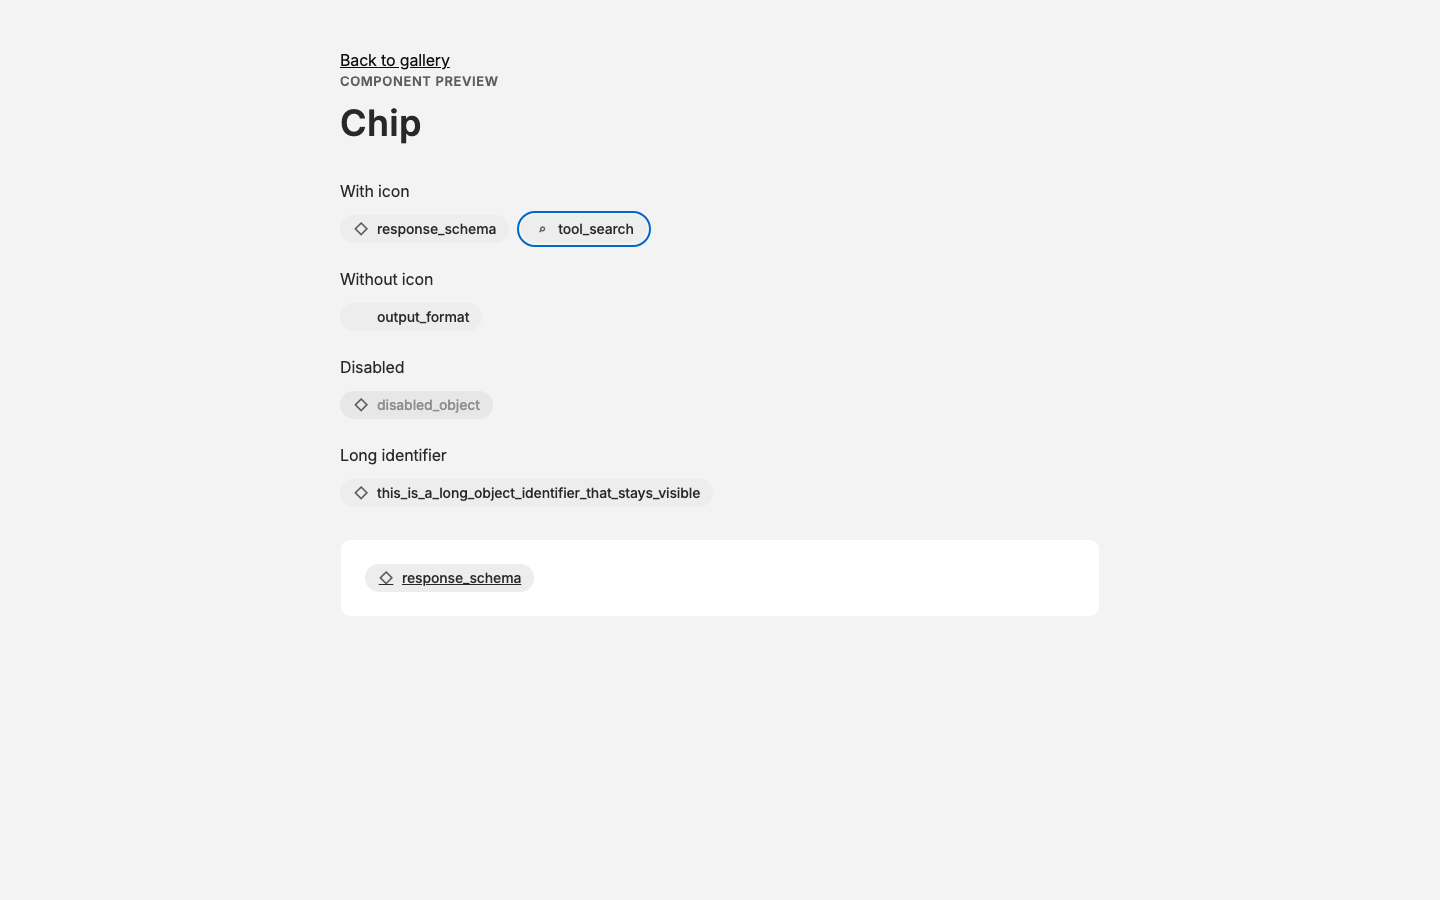 Back to gallery
COMPONENT PREVIEW
Chip
With icon
response_schema
tool_search
Without icon
output_format
Disabled
disabled_object
Long identifier
this_is_a_long_object_identifier_that_stays_visible
response_schema